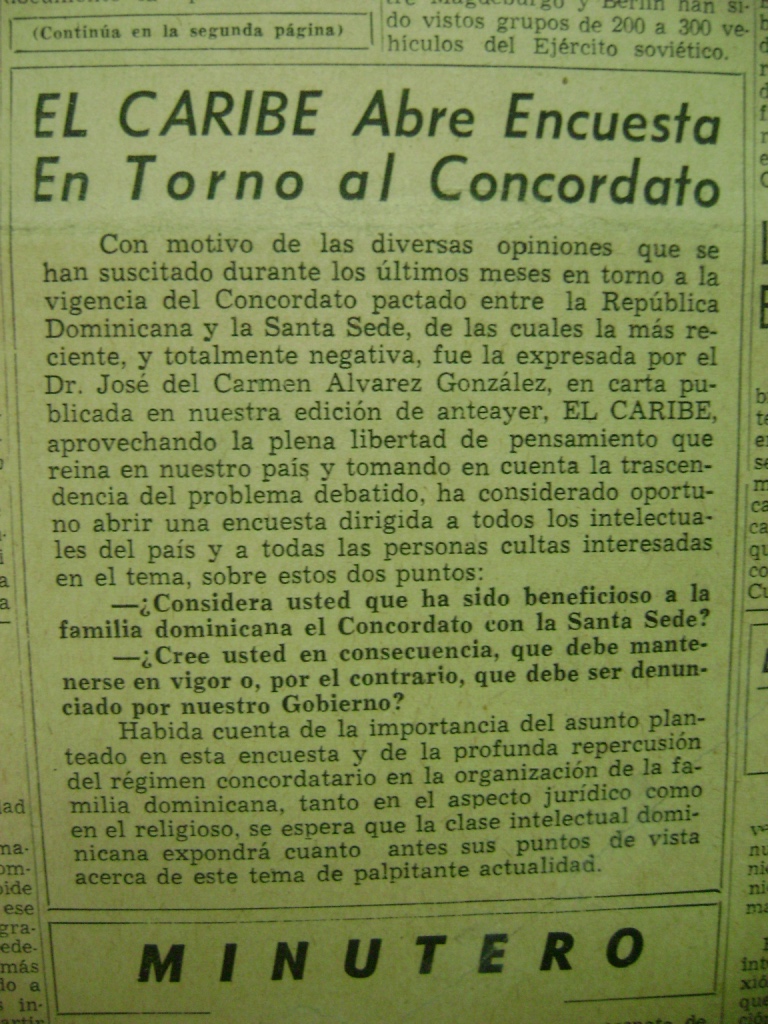 (Continúa en la segunda página)
do vistos grupos de 200 a 300 ve-
hículos del Ejército soviético.
EL CARIBE Abre Encuesta
En Torno al Concordato
Con motivo de las diversas opiniones que se
han suscitado durante los últimos meses en torno a la
vigencia del Concordato pactado entre la República
Dominicana y la Santa Sede, de las cuales la más re-
ciente, y totalmente negativa, fue la expresada por el
Dr. José del Carmen Alvarez González, en carta pu-
blicada en nuestra edición de anteayer, EL CARIBE,
aprovechando la plena libertad de pensamiento que
reina en nuestro país y tomando en cuenta la trascen-
dencia del problema debatido, ha considerado oportu-
no abrir una encuesta dirigida a todos los intelectua-
les del país y a todas las personas cultas interesadas
en el tema, sobre estos dos puntos:
—¿Considera usted que ha sido beneficioso a la
familia dominicana el Concordato con la Santa Sede?
—¿Cree usted en consecuencia, que debe mante-
nerse en vigor o, por el contrario, que debe ser denun-
ciado por nuestro Gobierno?
Habida cuenta de la importancia del asunto plan-
teado en esta encuesta y de la profunda repercusión
del régimen concordatario en la organización de la fa-
milia dominicana, tanto en el aspecto jurídico como
en el religioso, se espera que la clase intelectual domi-
nicana expondrá cuanto antes sus puntos de vista
acerca de este tema de palpitante actualidad.
MINUTERO